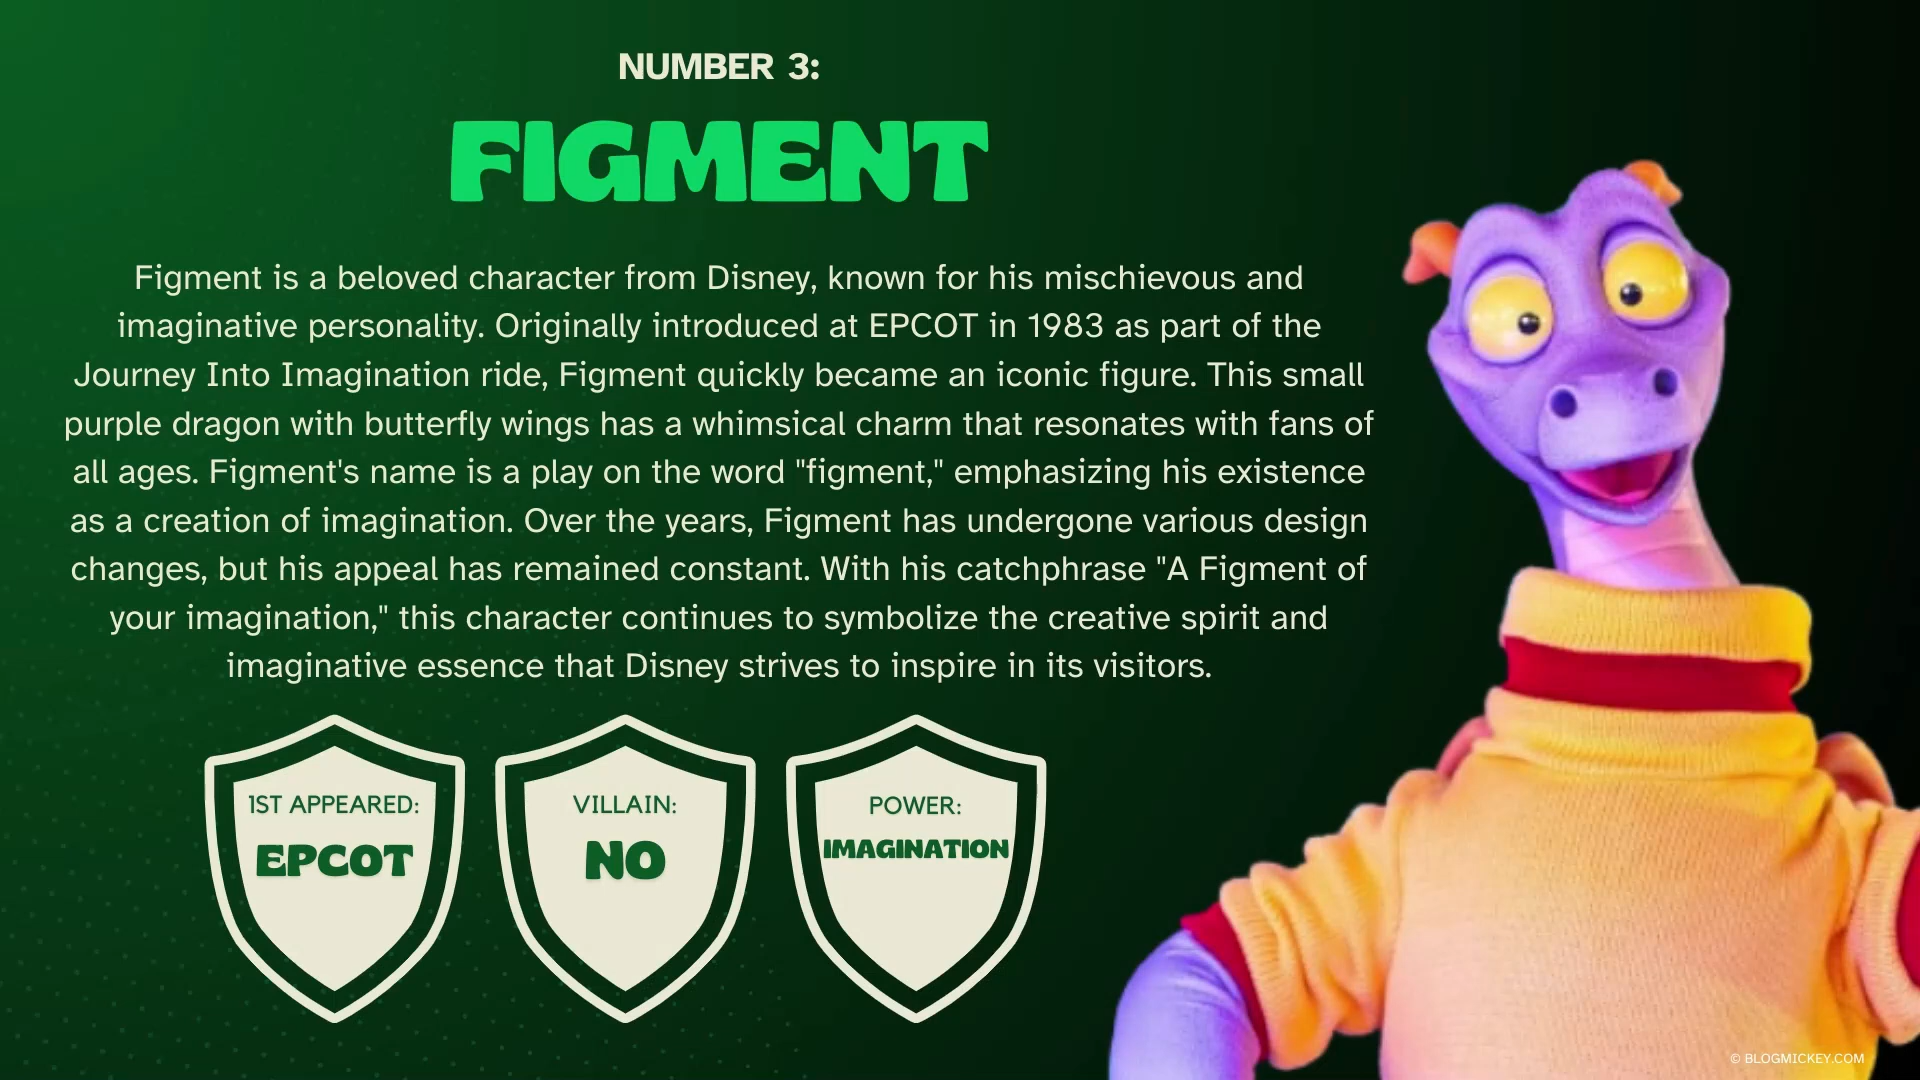 NUMBER 3:
FIGMENT
Figment is a beloved character from Disney, known for his mischievous and
imaginative personality. Originally introduced at EPCOT in 1983 as part of the
Journey Into Imagination ride, Figment quickly became an iconic figure. This small
purple dragon with butterfly wings has a whimsical charm that resonates with fans of
all ages. Figment's name is a play on the word "figment," emphasizing his existence
as a creation of imagination. Over the years, Figment has undergone various design
changes, but his appeal has remained constant. With his catchphrase "A Figment of
your imagination," this character continues to symbolize the creative spirit and
imaginative essence that Disney strives to inspire in its visitors.
1ST APPEARED:
EPCOT
VILLAIN:
NO
POWER:
IMAGINATION
© BLOGMICKEY.COM